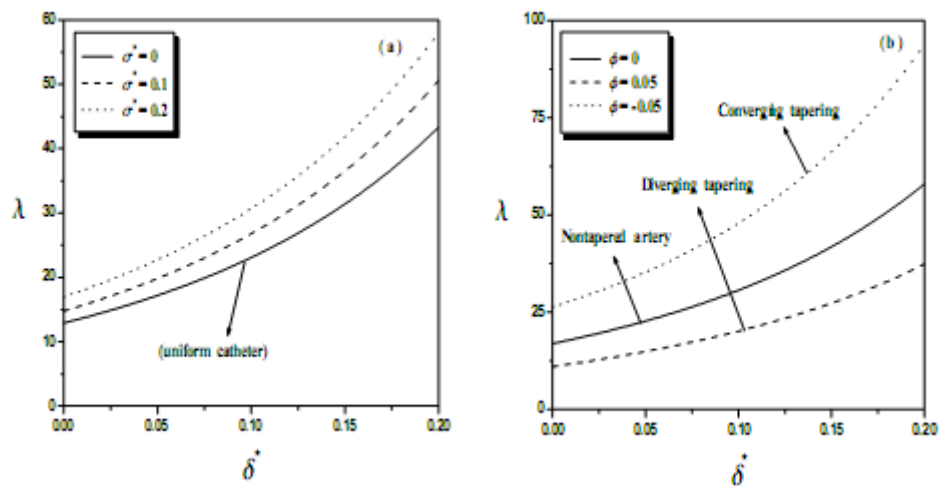 60
50
40
30
20
10
0
λ
σ* = 0
σ* = 0.1
σ* = 0.2
(a)
(uniform catheter)
0.00
0.05
0.10
0.15
0.20
δ*
100
75
50
25
0
λ
ϕ = 0
ϕ = 0.05
ϕ = -0.05
(b)
Converging tapering
Diverging tapering
Nontapered artery
0.00
0.05
0.10
0.15
0.20
δ*